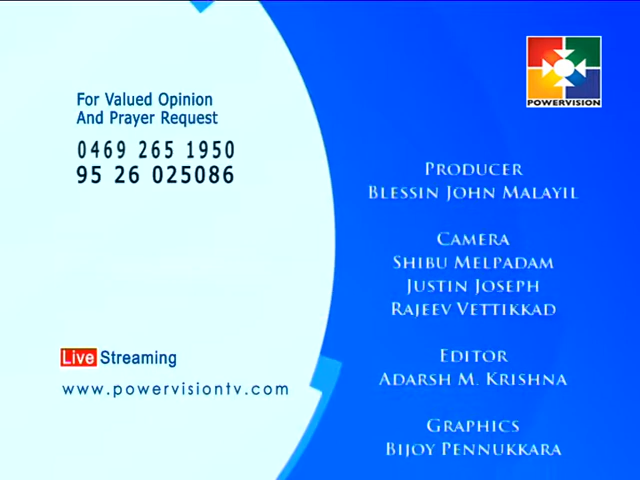 For Valued Opinion
And Prayer Request
0469 265 1950
95 26 025086
Live Streaming
www.powervisiontv.com
POWERVISION
PRODUCER
BLESSIN JOHN MALAYIL
CAMERA
SHIBU MELPADAM
JUSTIN JOSEPH
RAJEEV VETTIKKAD
EDITOR
ADARSH M. KRISHNA
GRAPHICS
BIJOY PENNUKKARA